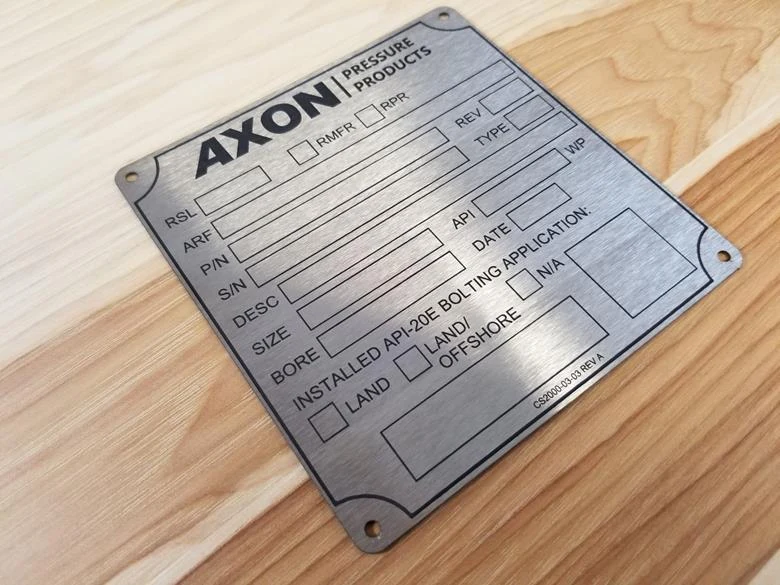 AXON | PRESSURE PRODUCTS
RSL RMFR RPR
ARF
P/N REV
S/N TYPE
DESC
SIZE API WP
BORE DATE
INSTALLED API-20E BOLTING APPLICATION:
LAND LAND/OFFSHORE N/A
CS2000-03-03 REV A